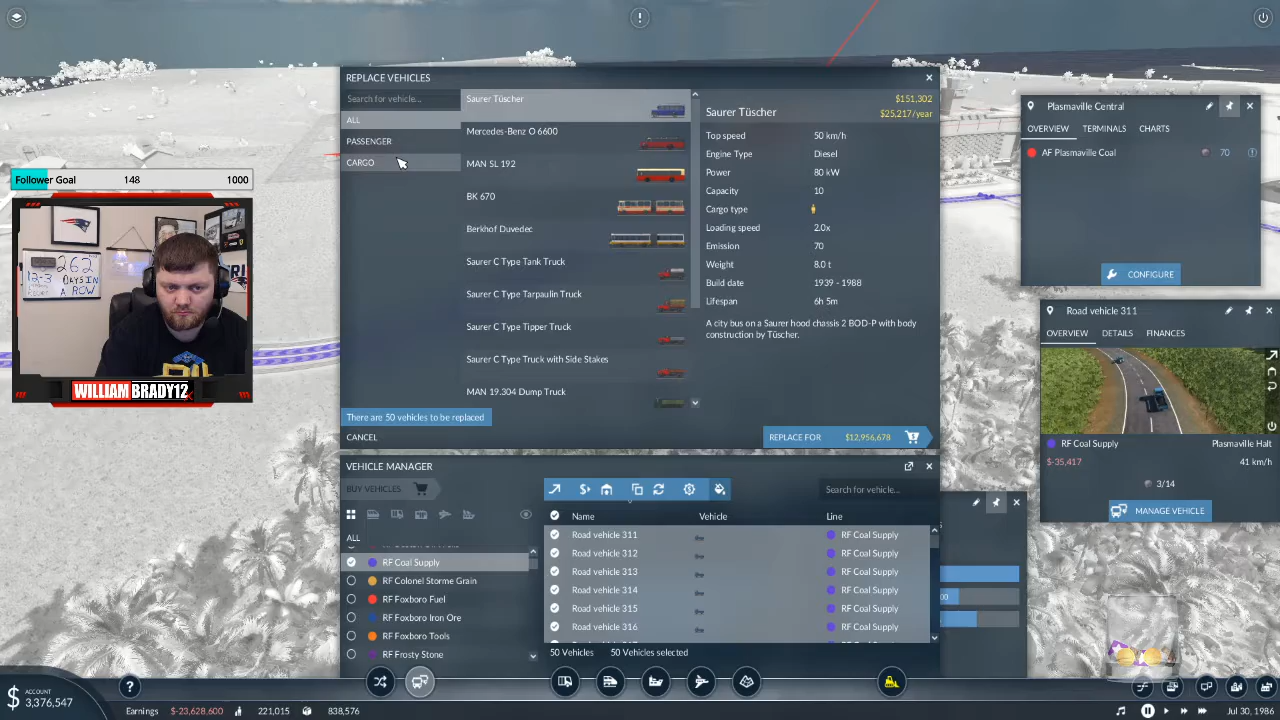 REPLACE VEHICLES
Search for vehicle...
ALL
PASSENGER
CARGO
Saurer Tüscher
Mercedes-Benz O 6600
MAN SL 192
BK 670
Berkhof Duvedec
Saurer C Type Tank Truck
Saurer C Type Tarpaulin Truck
Saurer C Type Tipper Truck
Saurer C Type Truck with Side Stakes
MAN 19.304 Dump Truck
$151,302
Saurer Tüscher
$25,217/year
Top speed 50 km/h
Engine Type Diesel
Power 80 kW
Capacity 10
Cargo type
Loading speed 2.0x
Emission 70
Weight 8.0 t
Build date 1939 - 1988
Lifespan 6h 5m
A city bus on a Saurer hood chassis 2 BOD-P with body
construction by Tüscher.
There are 50 vehicles to be replaced
CANCEL
REPLACE FOR $12,956,678
Plasmaville Central
OVERVIEW TERMINALS CHARTS
AF Plasmaville Coal 70
CONFIGURE
Road vehicle 311
OVERVIEW DETAILS FINANCES
RF Coal Supply Plasmaville Halt
$-35,417 41 km/h
3/14
MANAGE VEHICLE
Follower Goal 148 1000
262
DAYS IN
A ROW
WILLIAM BRADY12
VEHICLE MANAGER
BUY VEHICLES
Search for vehicle...
ALL
RF Coal Supply
RF Colonel Storme Grain
RF Foxboro Fuel
RF Foxboro Iron Ore
RF Foxboro Tools
RF Frosty Stone
Name Vehicle Line
Road vehicle 311 RF Coal Supply
Road vehicle 312 RF Coal Supply
Road vehicle 313 RF Coal Supply
Road vehicle 314 RF Coal Supply
Road vehicle 315 RF Coal Supply
Road vehicle 316 RF Coal Supply
50 Vehicles 50 Vehicles selected
$ ACCOUNT
3,376,547
?
Earnings $-23,628,600 221,015 838,576
Jul 30, 1986